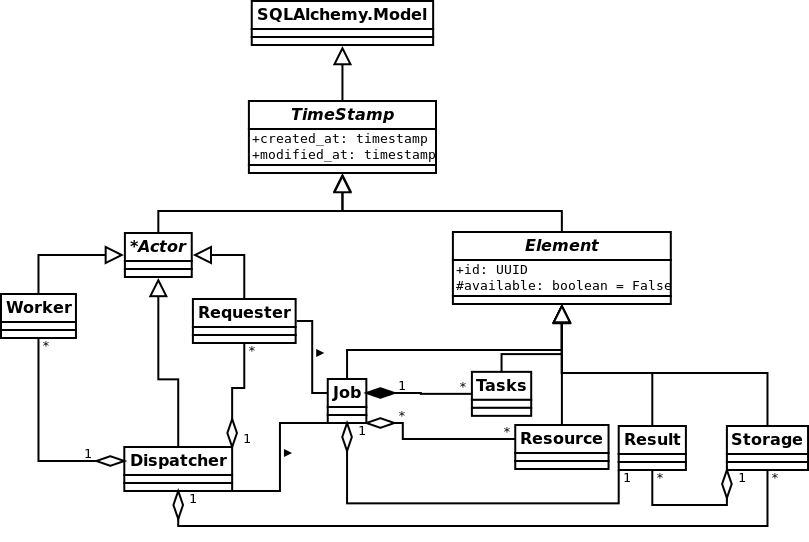 SQLAlchemy.Model
TimeStamp
+created_at: timestamp
+modified_at: timestamp
*Actor
Element
+id: UUID
#available: boolean = False
Worker
*
Requester
*
Job
1
*
Tasks
*
1
*
Resource
Result
Storage
1
Dispatcher
1
1
1
*
1
*